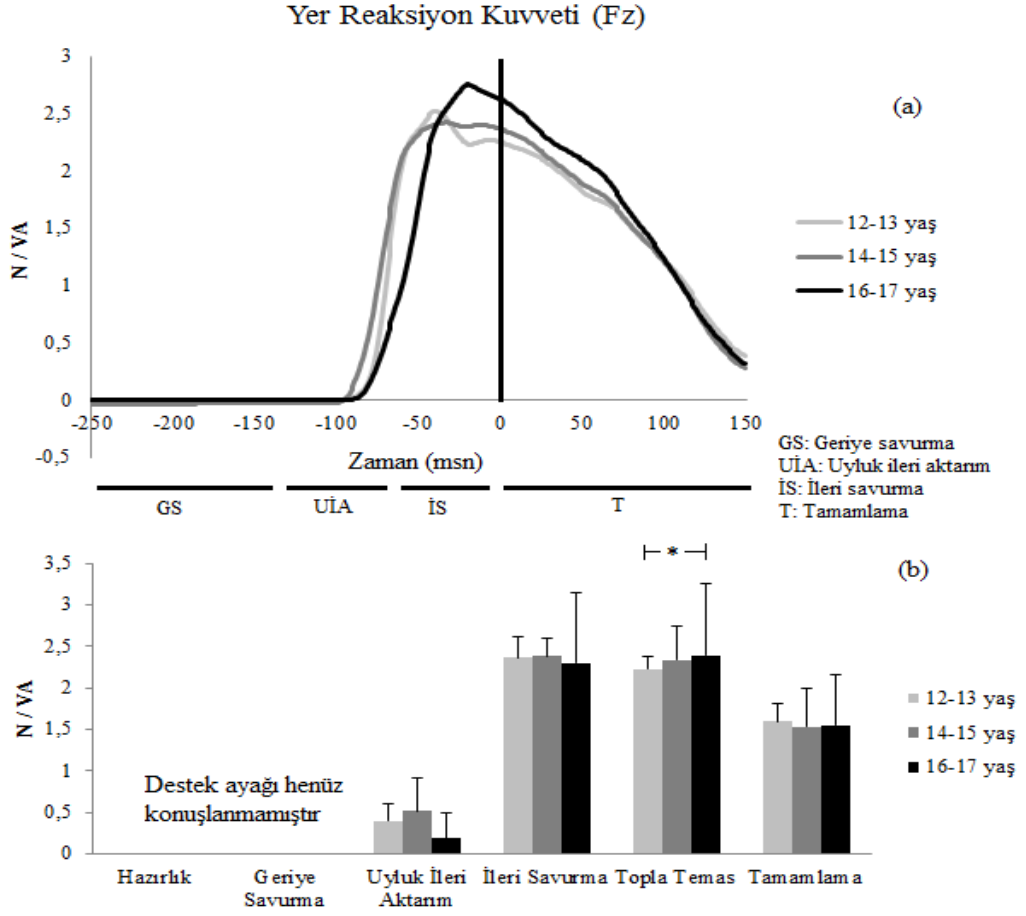 Yer Reaksiyon Kuvveti (Fz)
3
2,5
2
1,5
1
0,5
0
-0,5
N / VA
-250
-200
-150
-100
-50
0
50
100
150
Zaman (msn)
(a)
12-13 yaş
14-15 yaş
16-17 yaş
GS: Geriye savurma
UİA: Uyluk ileri aktarım
İS: İleri savurma
T: Tamamlama
GS
UİA
İS
T
3,5
3
2,5
2
1,5
1
0,5
0
N / VA
*
(b)
Destek ayağı henüz
konuşlanmamıştır
12-13 yaş
14-15 yaş
16-17 yaş
Hazırlık
Geriye
Savurma
Uyluk İleri
Aktarım
İleri Savurma
Topla Temas
Tamamlama